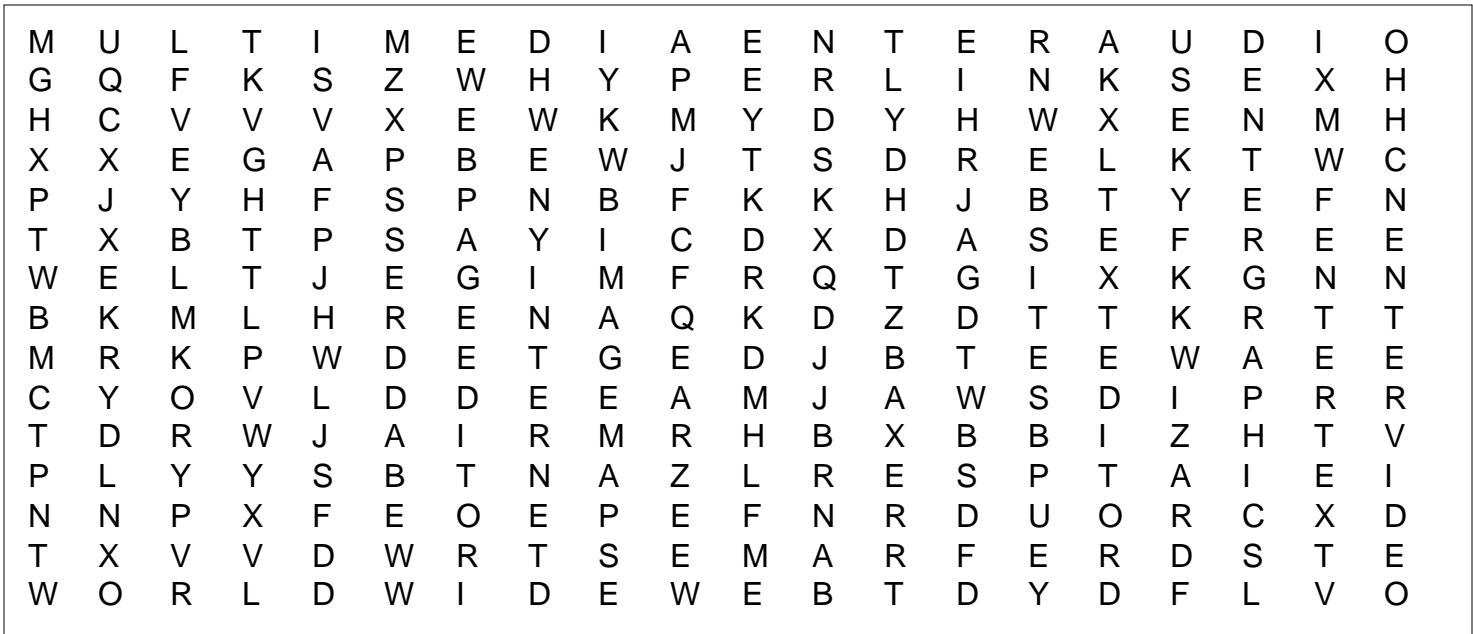 M U L T I M E D I A E N T E R A U D I O
G Q F K S Z W H Y P E R L I N K S E X H
H C V V V X E W K M Y D Y H W X E N M H
X X E G A P B E W J T S D R E L K T W C
P J Y H F S P N B F K K H J B T Y E F N
T X B T P S A Y I C D X D A S E F R E E
W E L T J E G I M F R Q T G I X K G N N
B K M L H R E N A Q K D Z D T T K R T T
M R K P W D E T G E D J B T E E W A E E
C Y O V L D D E E A M J A W S D I P R R
T D R W J A I R M R H B X B B I Z H T V
P L Y Y S B T N A Z L R E S P T A I E I
N N P X F E O E P E F N R D U O R C X D
T X V V D W R T S E M A R F E R D S T E
W O R L D W I D E W E B T D Y D F L V O